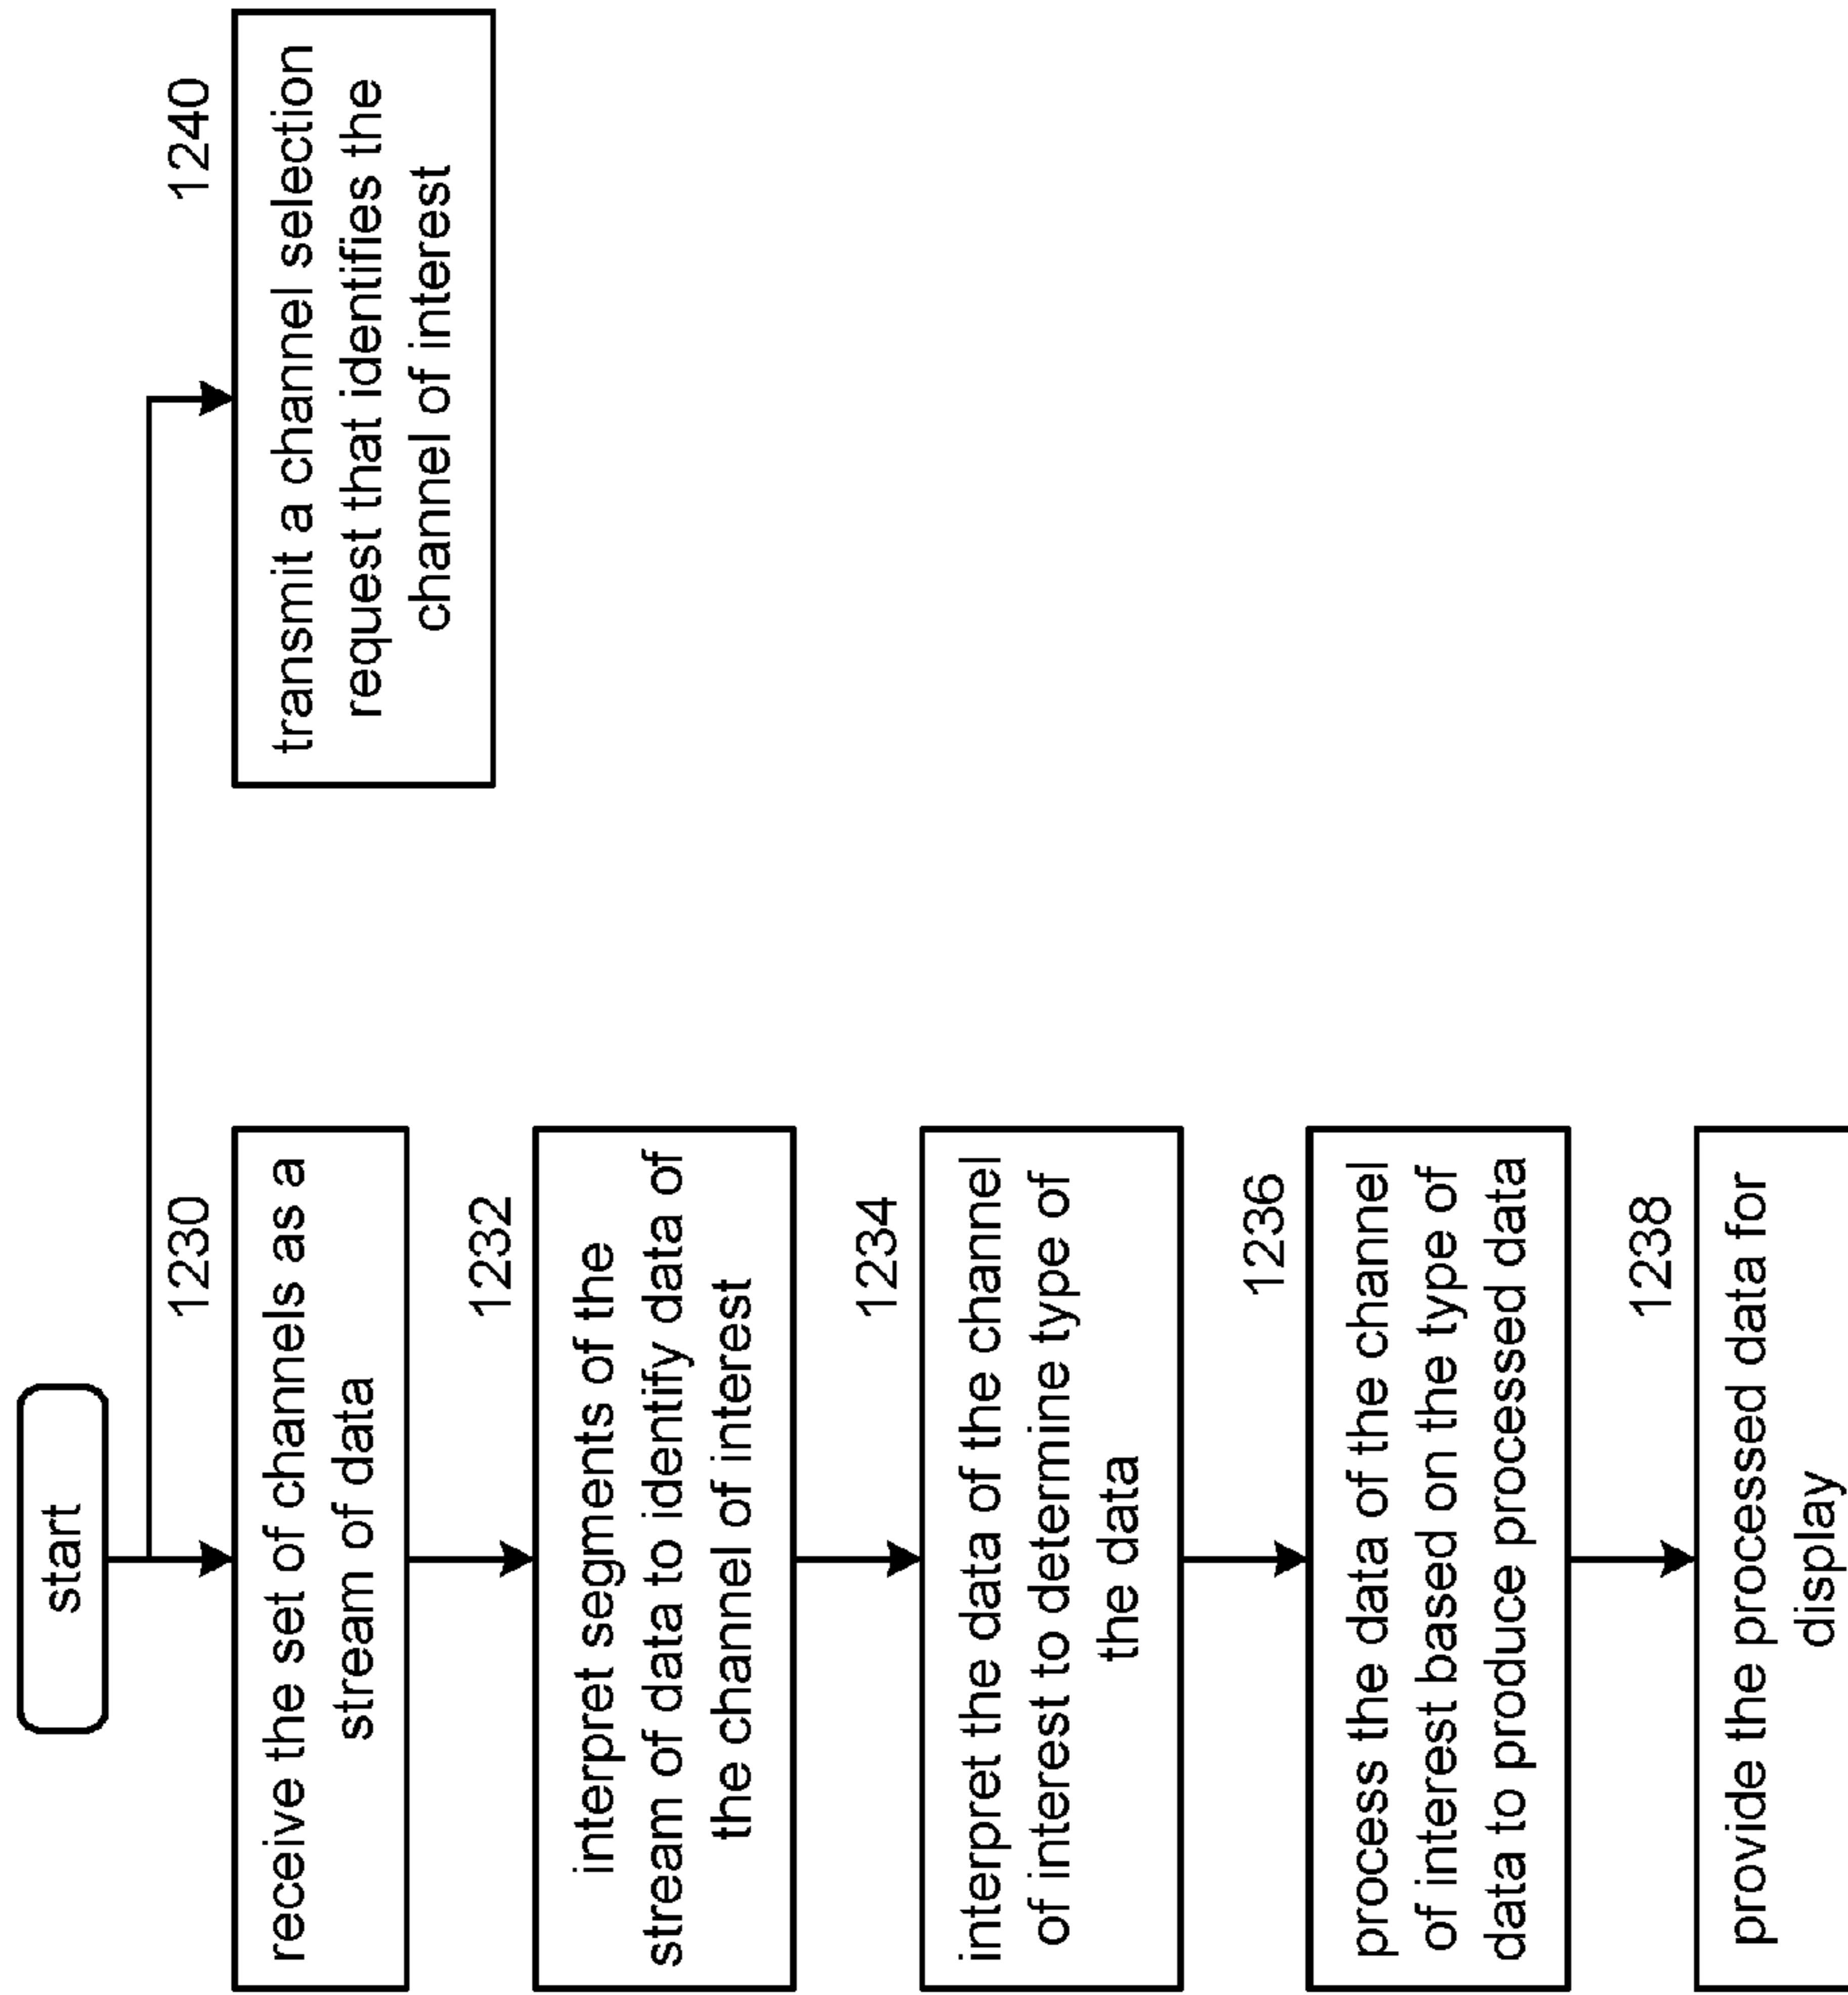 start
1230
receive the set of channels as a
stream of data
1232
interpret segments of the
stream of data to identify data of
the channel of interest
1234
interpret the data of the channel
of interest to determine type of
the data
1236
process the data of the channel
of interest based on the type of
data to produce processed data
1238
provide the processed data for
display
1240
transmit a channel selection
request that identifies the
channel of interest